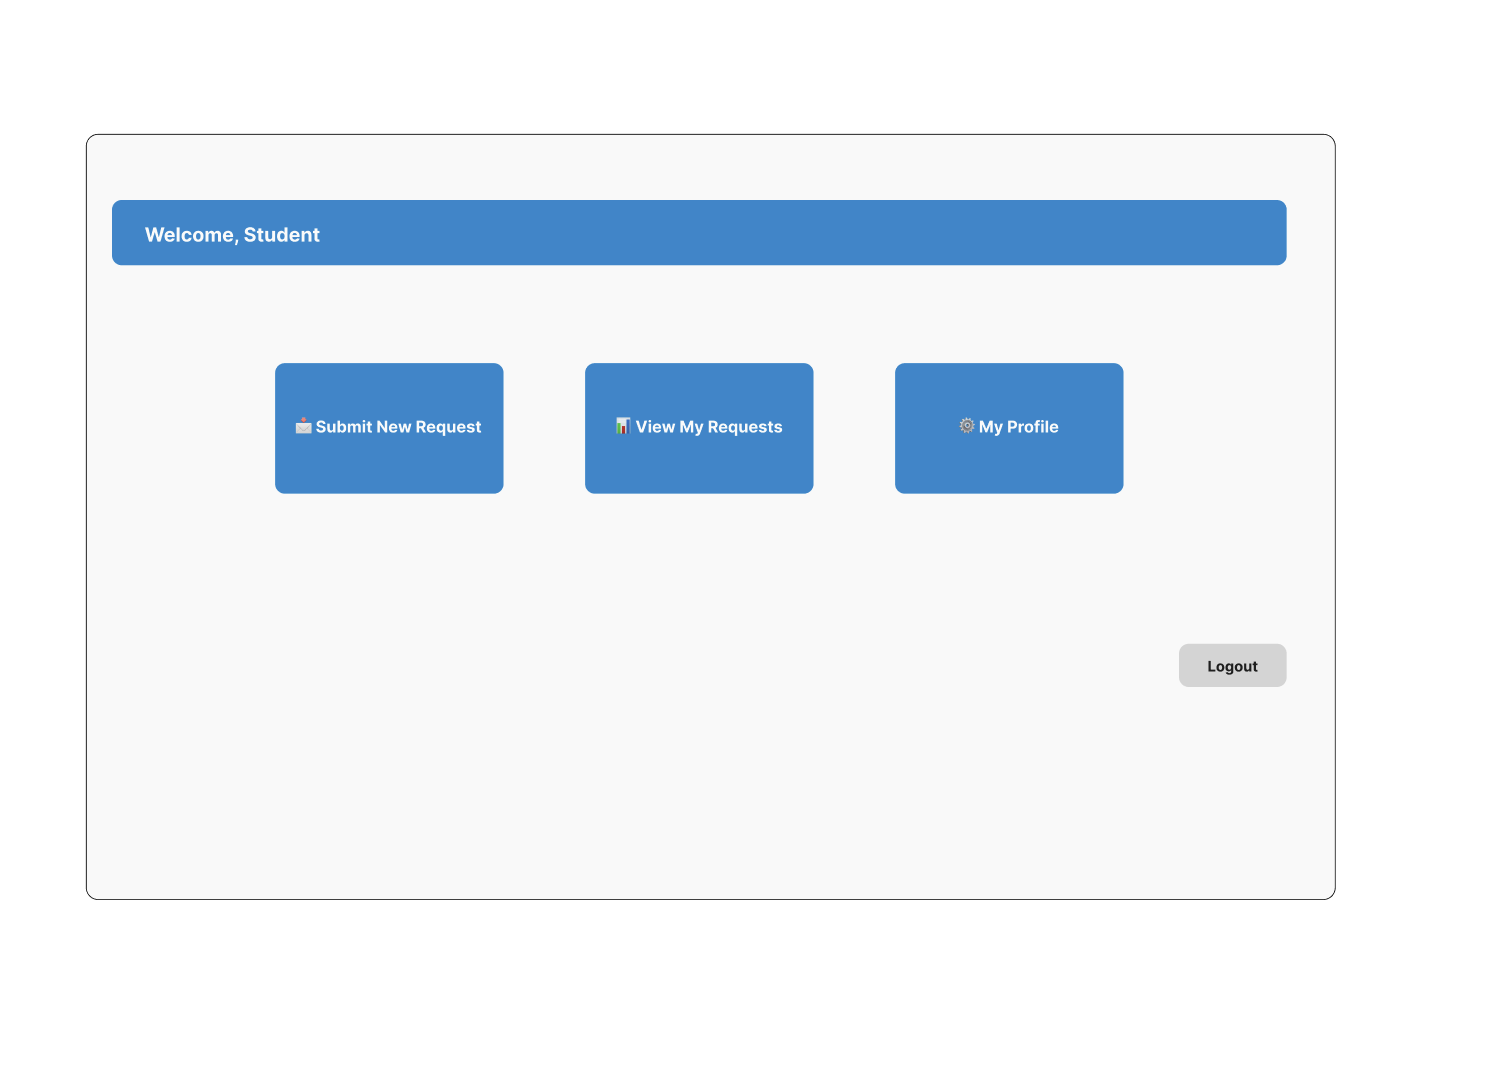 Welcome, Student
📩 Submit New Request
📊 View My Requests
⚙️ My Profile
Logout